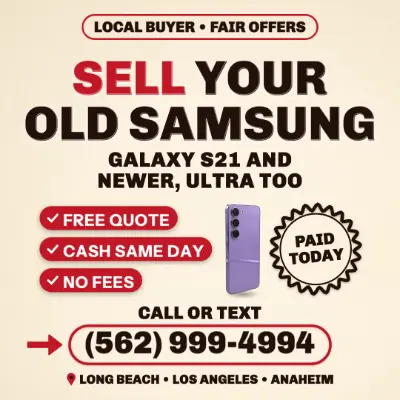 LOCAL BUYER • FAIR OFFERS
SELL YOUR
OLD SAMSUNG
GALAXY S21 AND
NEWER, ULTRA TOO
FREE QUOTE
CASH SAME DAY
NO FEES
PAID
TODAY
CALL OR TEXT
(562) 999-4994
LONG BEACH • LOS ANGELES • ANAHEIM